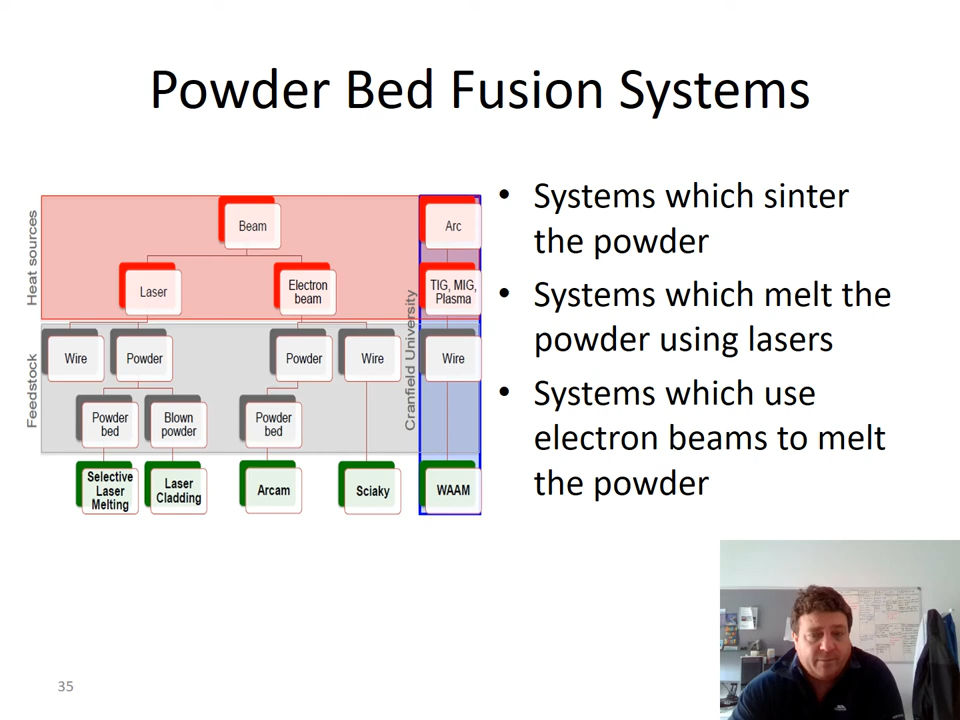 Powder Bed Fusion Systems
Heat sources
Feedstock
Cranfield University
Beam
Arc
Laser
Electron
beam
TIG, MIG,
Plasma
Wire
Powder
Powder
Wire
Wire
Powder
bed
Blown
powder
Powder
bed
Selective
Laser
Melting
Laser
Cladding
Arcam
Sciaky
WAAM
• Systems which sinter
the powder
• Systems which melt the
powder using lasers
• Systems which use
electron beams to melt
the powder
35